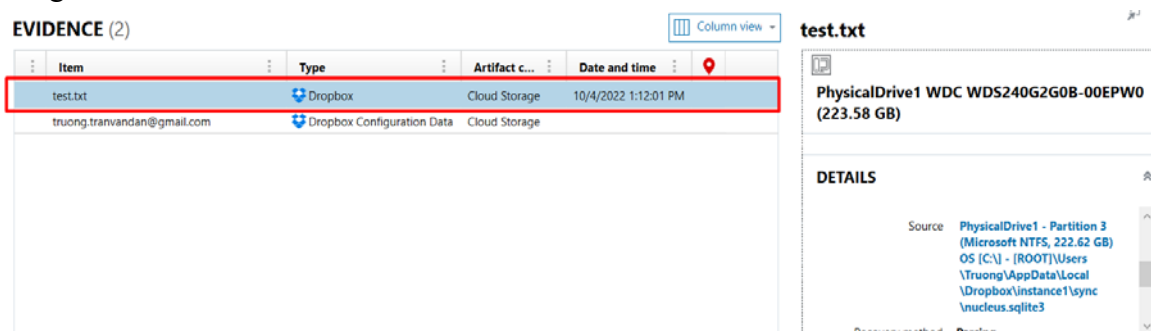 EVIDENCE (2)
Column view
Item Type Artifact c... Date and time
test.txt Dropbox Cloud Storage 10/4/2022 1:12:01 PM
truong.tranvandan@gmail.com Dropbox Configuration Data Cloud Storage
test.txt
PhysicalDrive1 WDC WDS240G2G0B-00EPW0
(223.58 GB)
DETAILS
Source PhysicalDrive1 - Partition 3
(Microsoft NTFS, 222.62 GB)
OS [C:\] - [ROOT]\Users
\Truong\AppData\Local
\Dropbox\instance1\sync
\nucleus.sqlite3
Recovery method Parsing